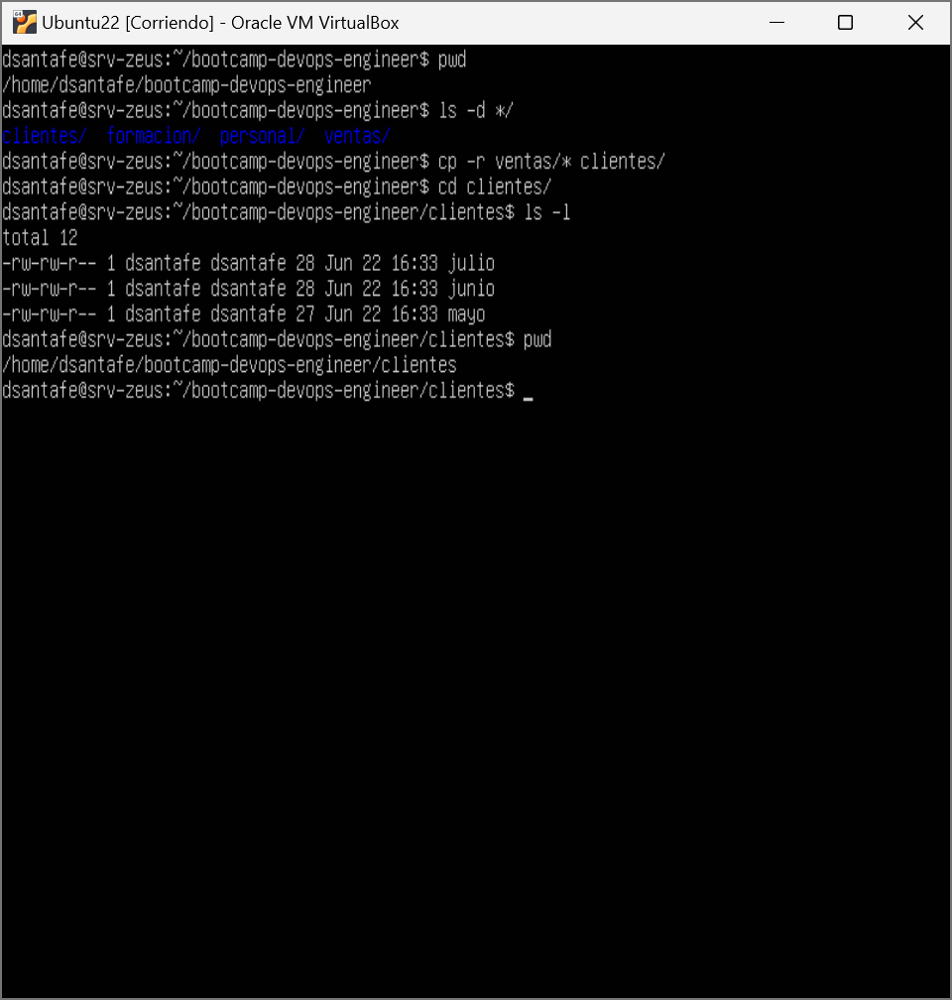 Ubuntu22 [Corriendo] - Oracle VM VirtualBox
dsantafe@srv-zeus:~/bootcamp-devops-engineer$ pwd
/home/dsantafe/bootcamp-devops-engineer
dsantafe@srv-zeus:~/bootcamp-devops-engineer$ ls -d */
clientes/  formacion/  personal/  ventas/
dsantafe@srv-zeus:~/bootcamp-devops-engineer$ cp -r ventas/* clientes/
dsantafe@srv-zeus:~/bootcamp-devops-engineer$ cd clientes/
dsantafe@srv-zeus:~/bootcamp-devops-engineer/clientes$ ls -l
total 12
-rw-rw-r-- 1 dsantafe dsantafe 28 Jun 22 16:33 julio
-rw-rw-r-- 1 dsantafe dsantafe 28 Jun 22 16:33 junio
-rw-rw-r-- 1 dsantafe dsantafe 27 Jun 22 16:33 mayo
dsantafe@srv-zeus:~/bootcamp-devops-engineer/clientes$ pwd
/home/dsantafe/bootcamp-devops-engineer/clientes
dsantafe@srv-zeus:~/bootcamp-devops-engineer/clientes$ _